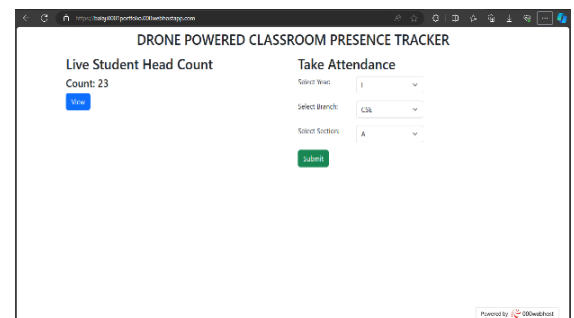 DRONE POWERED CLASSROOM PRESENCE TRACKER
Live Student Head Count
Count: 23
View
Take Attendance
Select Year:
I
Select Branch:
CSE
Select Section:
A
Submit
Powered by 000webhost